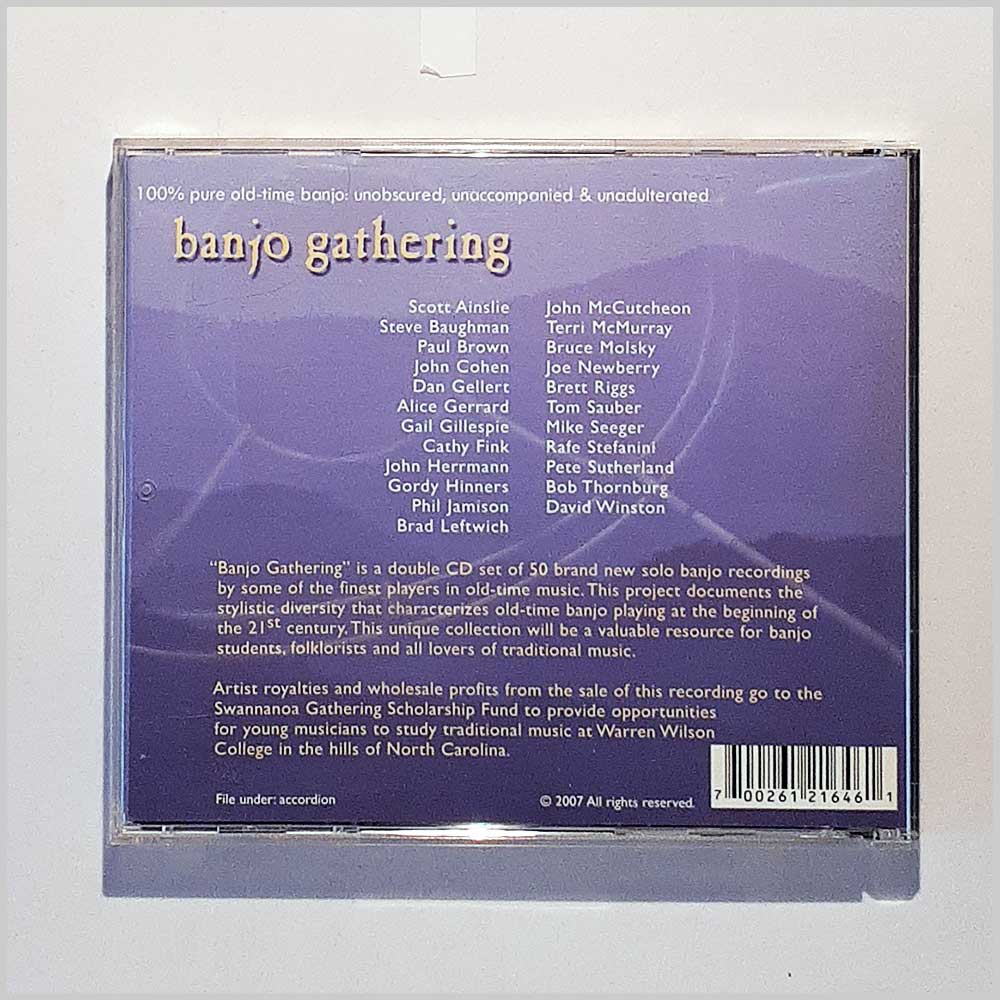 100% pure old-time banjo: unobscured, unaccompanied & unadulterated
banjo gathering
Scott Ainslie
Steve Baughman
Paul Brown
John Cohen
Dan Gellert
Alice Gerrard
Gail Gillespie
Cathy Fink
John Herrmann
Gordy Hinners
Phil Jamison
Brad Leftwich
John McCutcheon
Terri McMurray
Bruce Molsky
Joe Newberry
Brett Riggs
Tom Sauber
Mike Seeger
Rafe Stefanini
Pete Sutherland
Bob Thornburg
David Winston
“Banjo Gathering” is a double CD set of 50 brand new solo banjo recordings
by some of the finest players in old-time music. This project documents the
stylistic diversity that characterizes old-time banjo playing at the beginning of
the 21st century. This unique collection will be a valuable resource for banjo
students, folklorists and all lovers of traditional music.
Artist royalties and wholesale profits from the sale of this recording go to the
Swannanoa Gathering Scholarship Fund to provide opportunities
for young musicians to study traditional music at Warren Wilson
College in the hills of North Carolina.
File under: accordion
© 2007 All rights reserved.
7 00261 21646 1